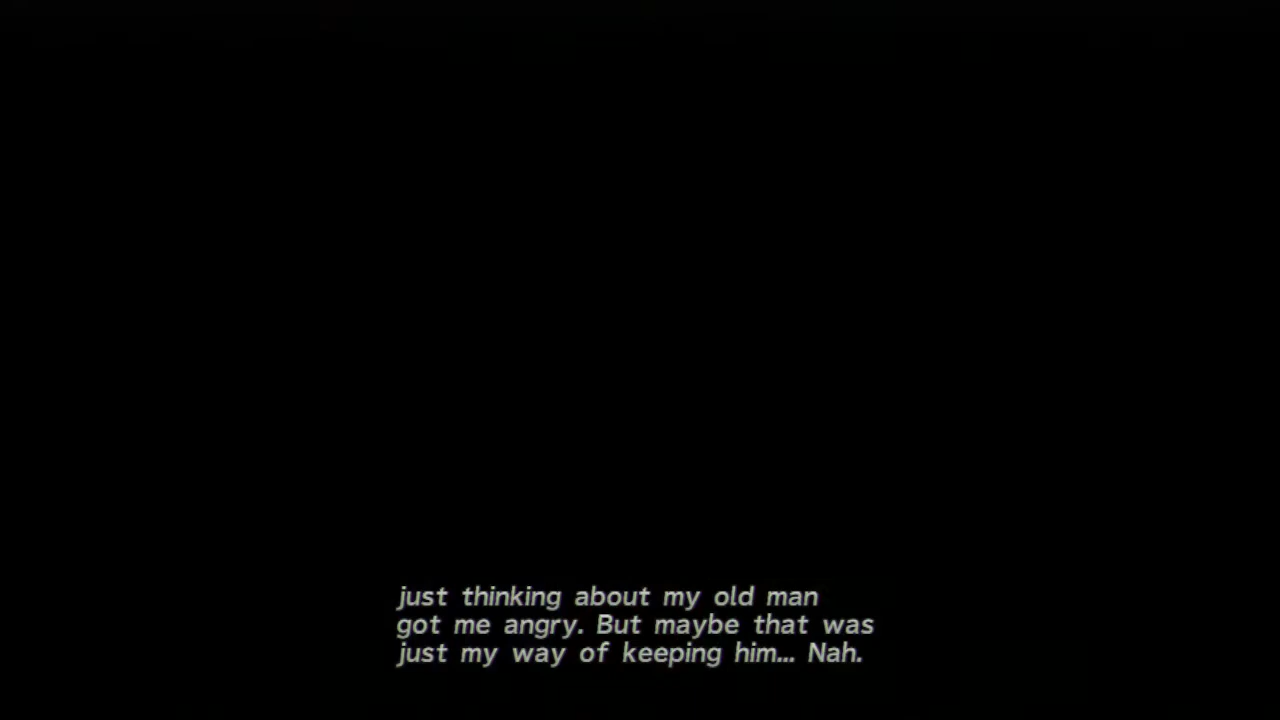 just thinking about my old man
got me angry. But maybe that was
just my way of keeping him... Nah.